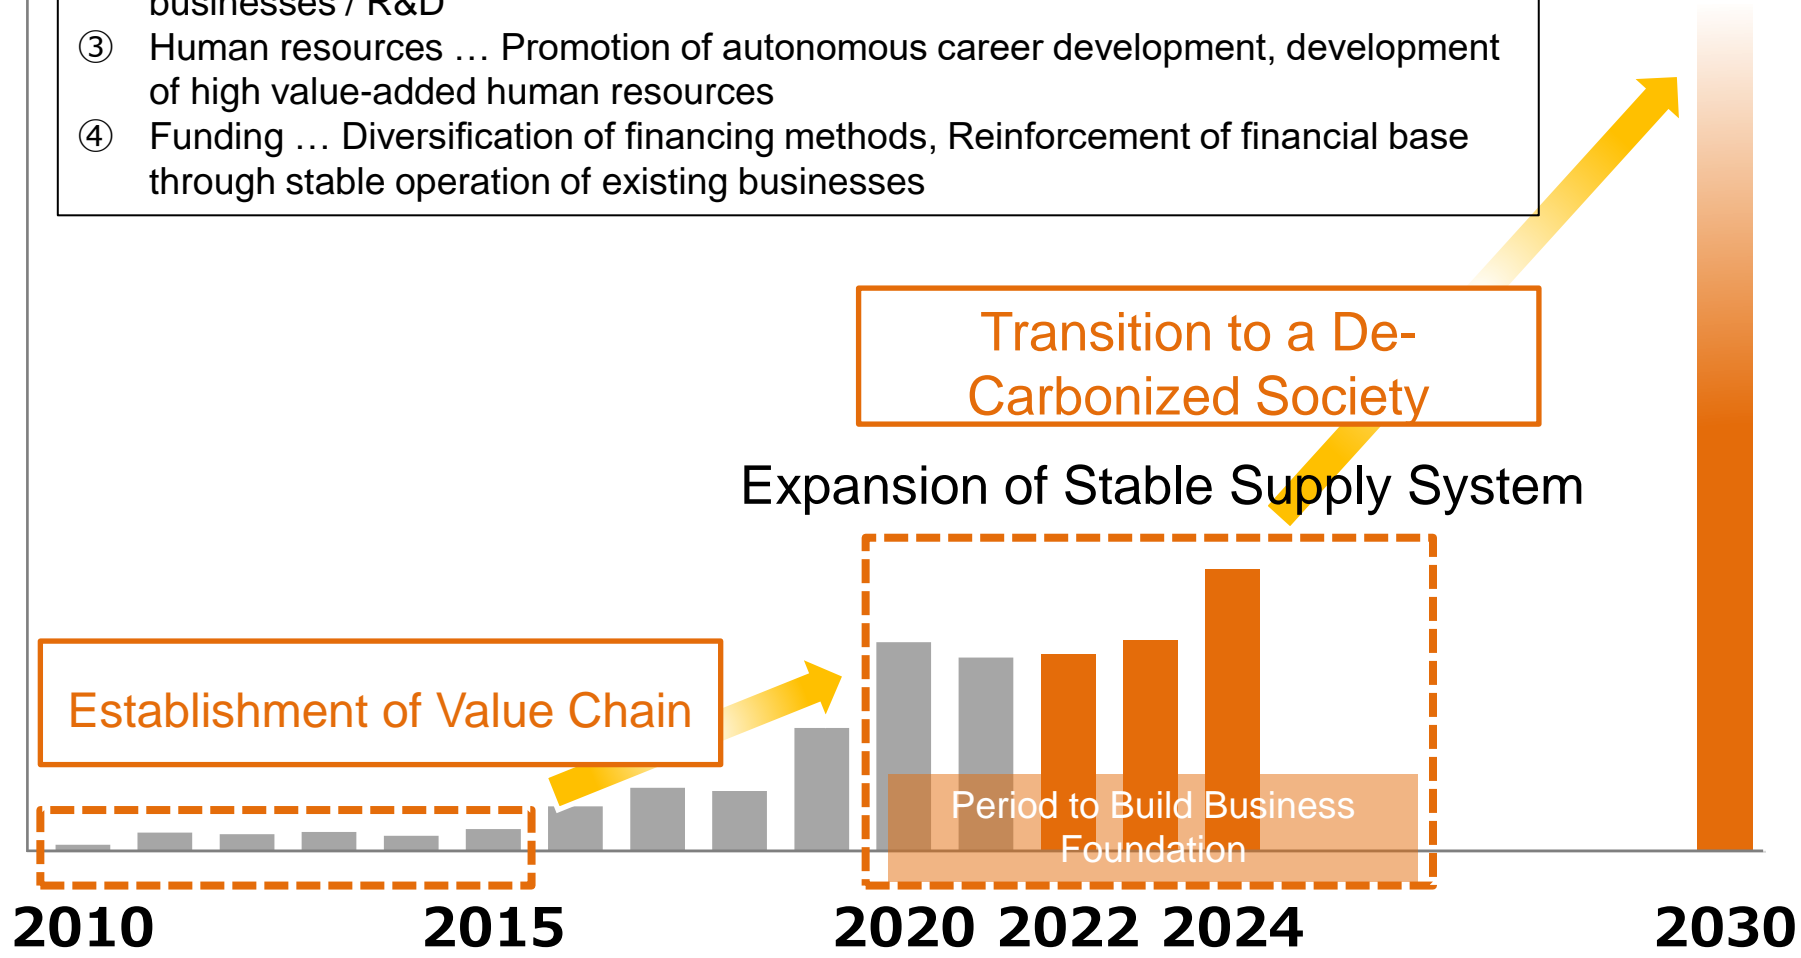 businesses / R&D
③ Human resources … Promotion of autonomous career development, development
of high value-added human resources
④ Funding … Diversification of financing methods, Reinforcement of financial base
through stable operation of existing businesses
Transition to a De-
Carbonized Society
Expansion of Stable Supply System
Establishment of Value Chain
Period to Build Business
Foundation
2010 2015 2020 2022 2024 2030